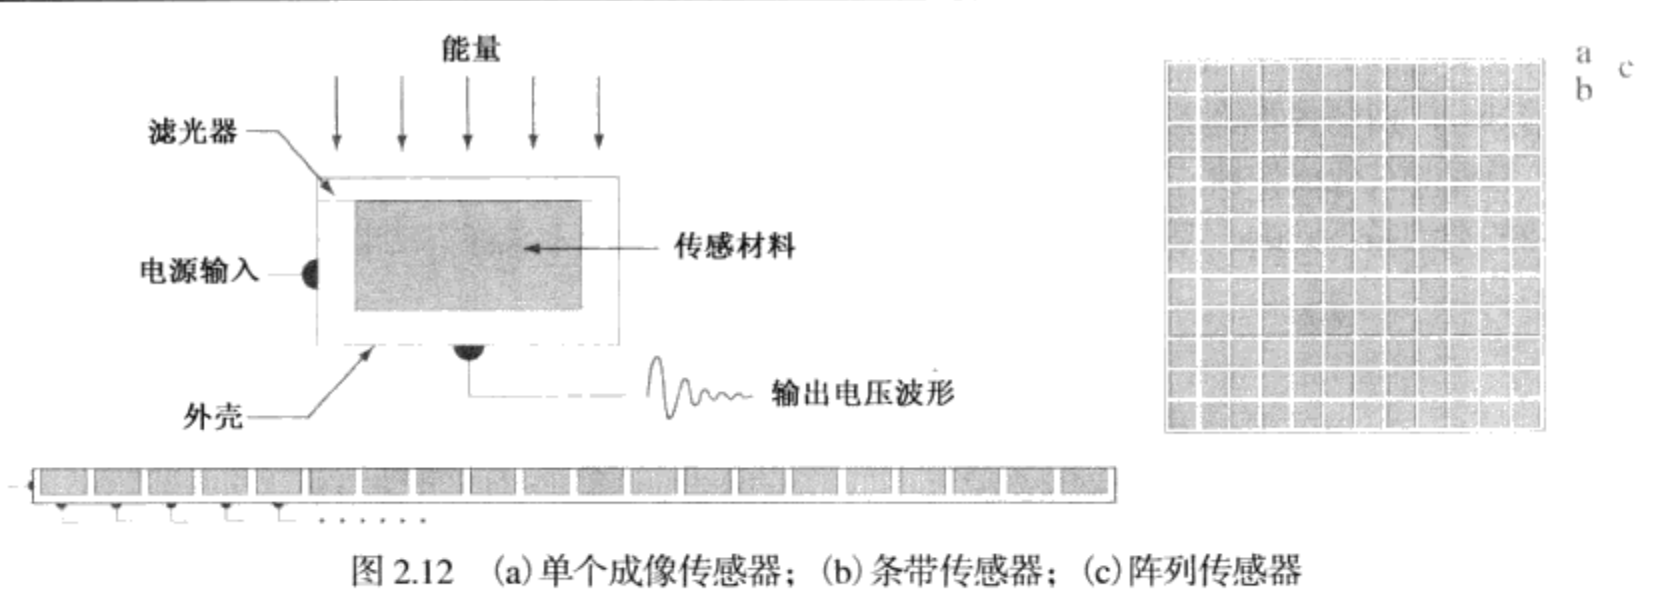 能量
滤光器
传感材料
电源输入
输出电压波形
外壳
a
b
c
图 2.12 (a)单个成像传感器；(b)条带传感器；(c)阵列传感器